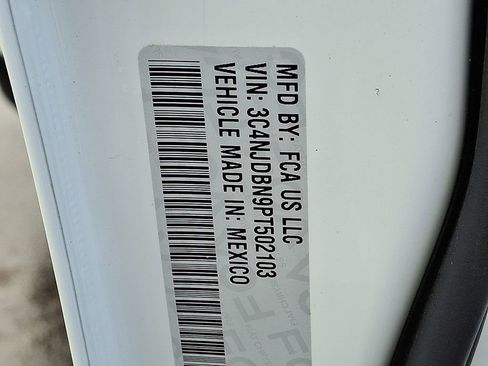 MFD BY: FCA US LLC
VIN: 3C4NJDBN9PT502103
VEHICLE MADE IN: MEXICO